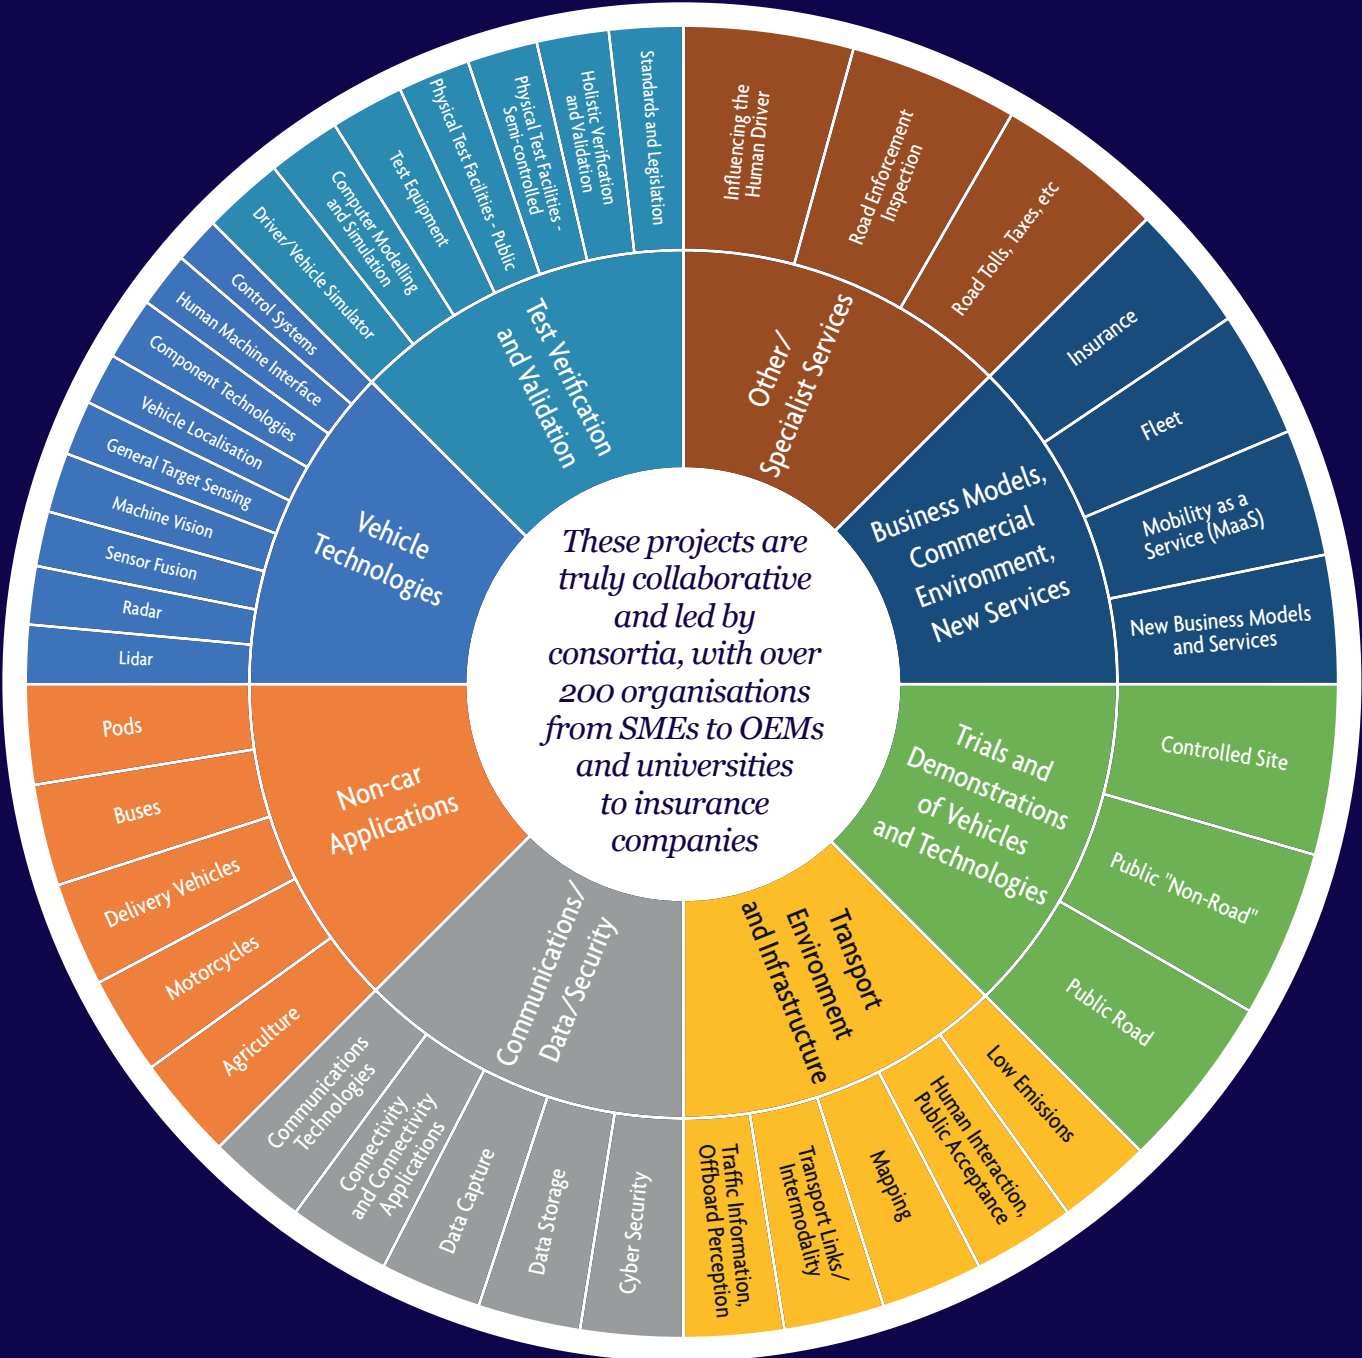 These projects are
truly collaborative
and led by
consortia, with over
200 organisations
from SMEs to OEMs
and universities
to insurance
companies
Other/
Specialist Services
Influencing the
Human Driver
Road Enforcement
Inspection
Road Tolls, Taxes, etc
Business Models,
Commercial
Environment,
New Services
Insurance
Fleet
Mobility as a
Service (MaaS)
New Business Models
and Services
Trials and
Demonstrations
of Vehicles
and Technologies
Controlled Site
Public "Non-Road"
Public Road
Transport
Environment
and Infrastructure
Low Emissions
Human Interaction,
Public Acceptance
Mapping
Transport Links/
Intermodality
Traffic Information,
Offboard Perception
Communications/
Data/Security
Cyber Security
Data Storage
Data Capture
Connectivity
and Connectivity
Applications
Communications
Technologies
Non-car
Applications
Agriculture
Motorcycles
Delivery Vehicles
Buses
Pods
Vehicle
Technologies
Lidar
Radar
Sensor Fusion
Machine Vision
General Target Sensing
Vehicle Localisation
Component Technologies
Human Machine Interface
Control Systems
Test Verification
and Validation
Driver/Vehicle Simulator
Computer Modelling
and Simulation
Test Equipment
Physical Test Facilities - Public
Physical Test Facilities -
Semi-controlled
Holistic Verification
and Validation
Standards and Legislation